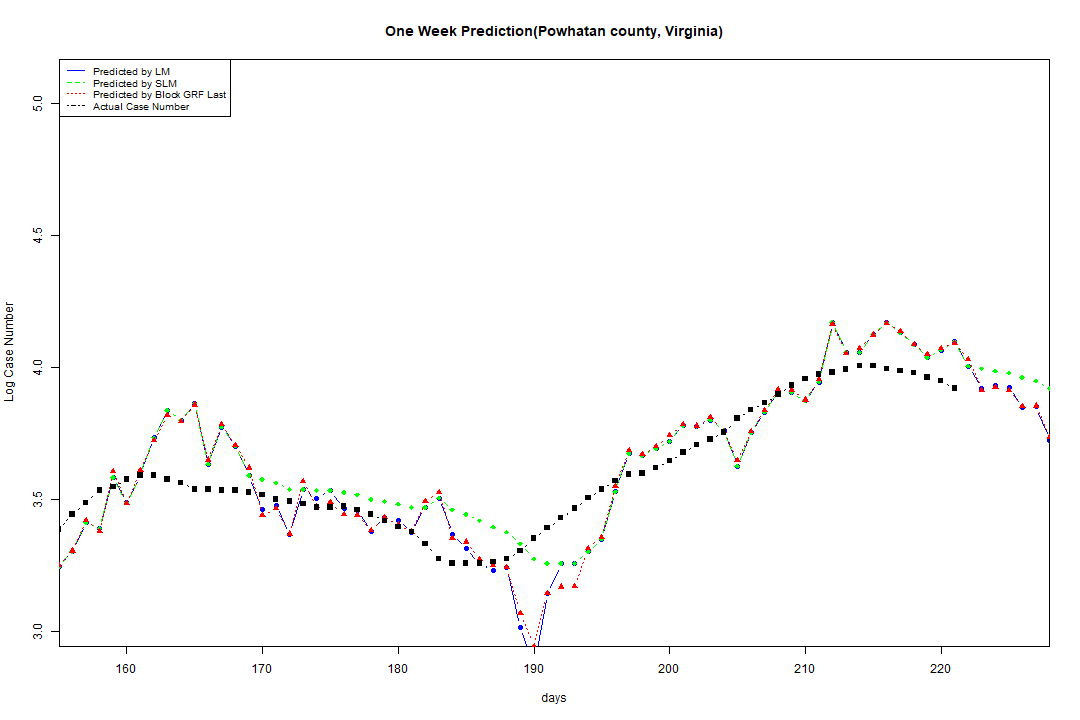 One Week Prediction(Powhatan county, Virginia)
Predicted by LM
Predicted by SLM
Predicted by Block GRF Last
Actual Case Number
5.0
4.5
4.0
3.5
3.0
Log Case Number
160 170 180 190 200 210 220
days